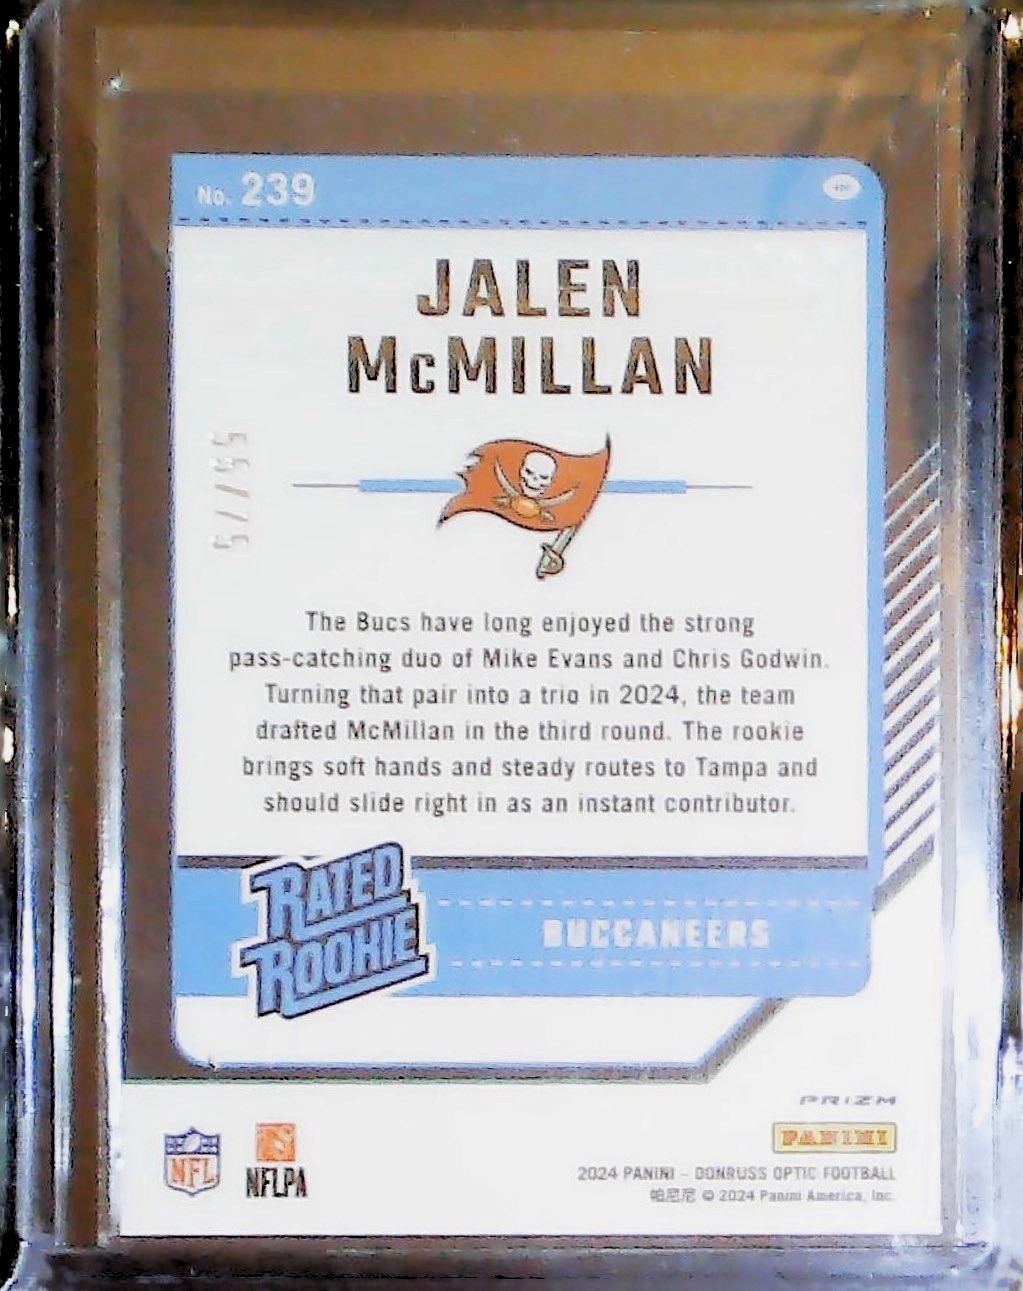 No. 239
JALEN
McMILLAN
The Bucs have long enjoyed the strong
pass-catching duo of Mike Evans and Chris Godwin.
Turning that pair into a trio in 2024, the team
drafted McMillan in the third round. The rookie
brings soft hands and steady routes to Tampa and
should slide right in as an instant contributor.
RATED
ROOKIE
BUCCANEERS
PRIZM
PANINI
NFL
NFLPA
2024 PANINI – DONRUSS OPTIC FOOTBALL
帕尼尼 © 2024 Panini America, Inc.